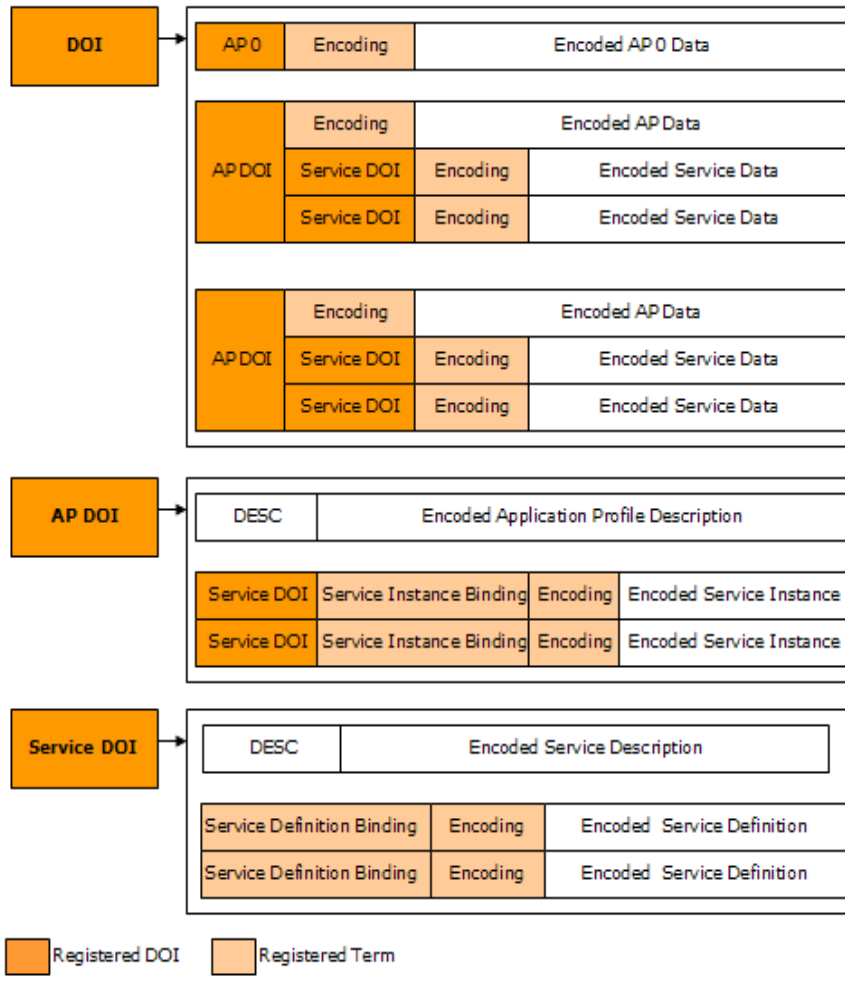 DOI
AP 0 Encoding Encoded AP 0 Data
AP DOI
Encoding Encoded AP Data
Service DOI Encoding Encoded Service Data
Service DOI Encoding Encoded Service Data
AP DOI
Encoding Encoded AP Data
Service DOI Encoding Encoded Service Data
Service DOI Encoding Encoded Service Data
AP DOI
DESC Encoded Application Profile Description
Service DOI Service Instance Binding Encoding Encoded Service Instance
Service DOI Service Instance Binding Encoding Encoded Service Instance
Service DOI
DESC Encoded Service Description
Service Definition Binding Encoding Encoded Service Definition
Service Definition Binding Encoding Encoded Service Definition
Registered DOI Registered Term